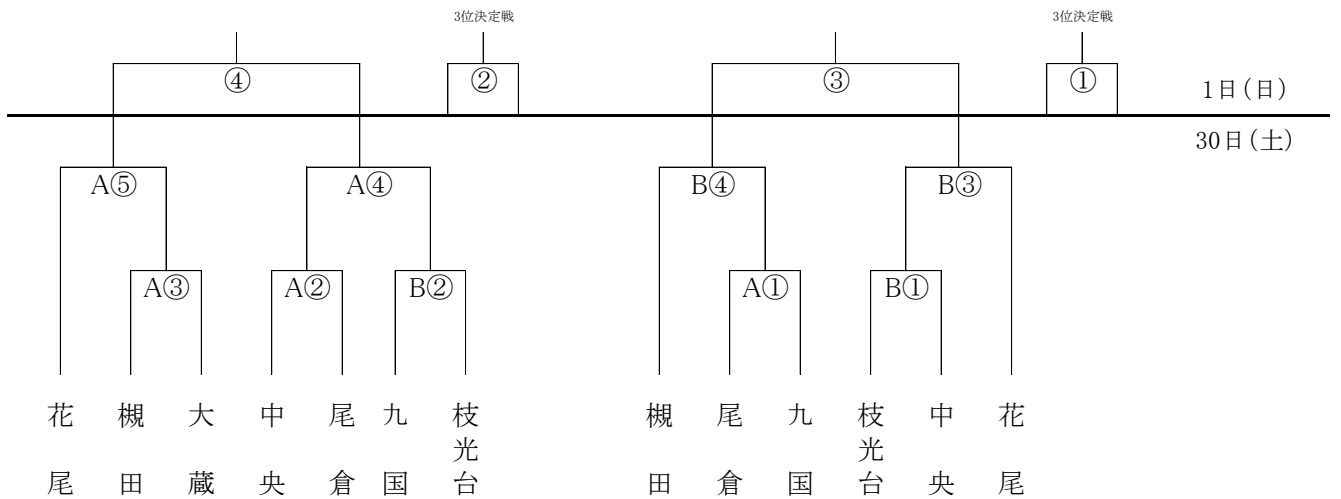 3位決定戦 3位決定戦
④ ② ③ ①
1日(日)
30日(土)
A⑤ A④ B④ B③
A③ A② B② A① B①
花尾 槻田 大蔵 中央 尾倉 九国 枝光台 槻田 尾倉 九国 枝光台 中央 花尾